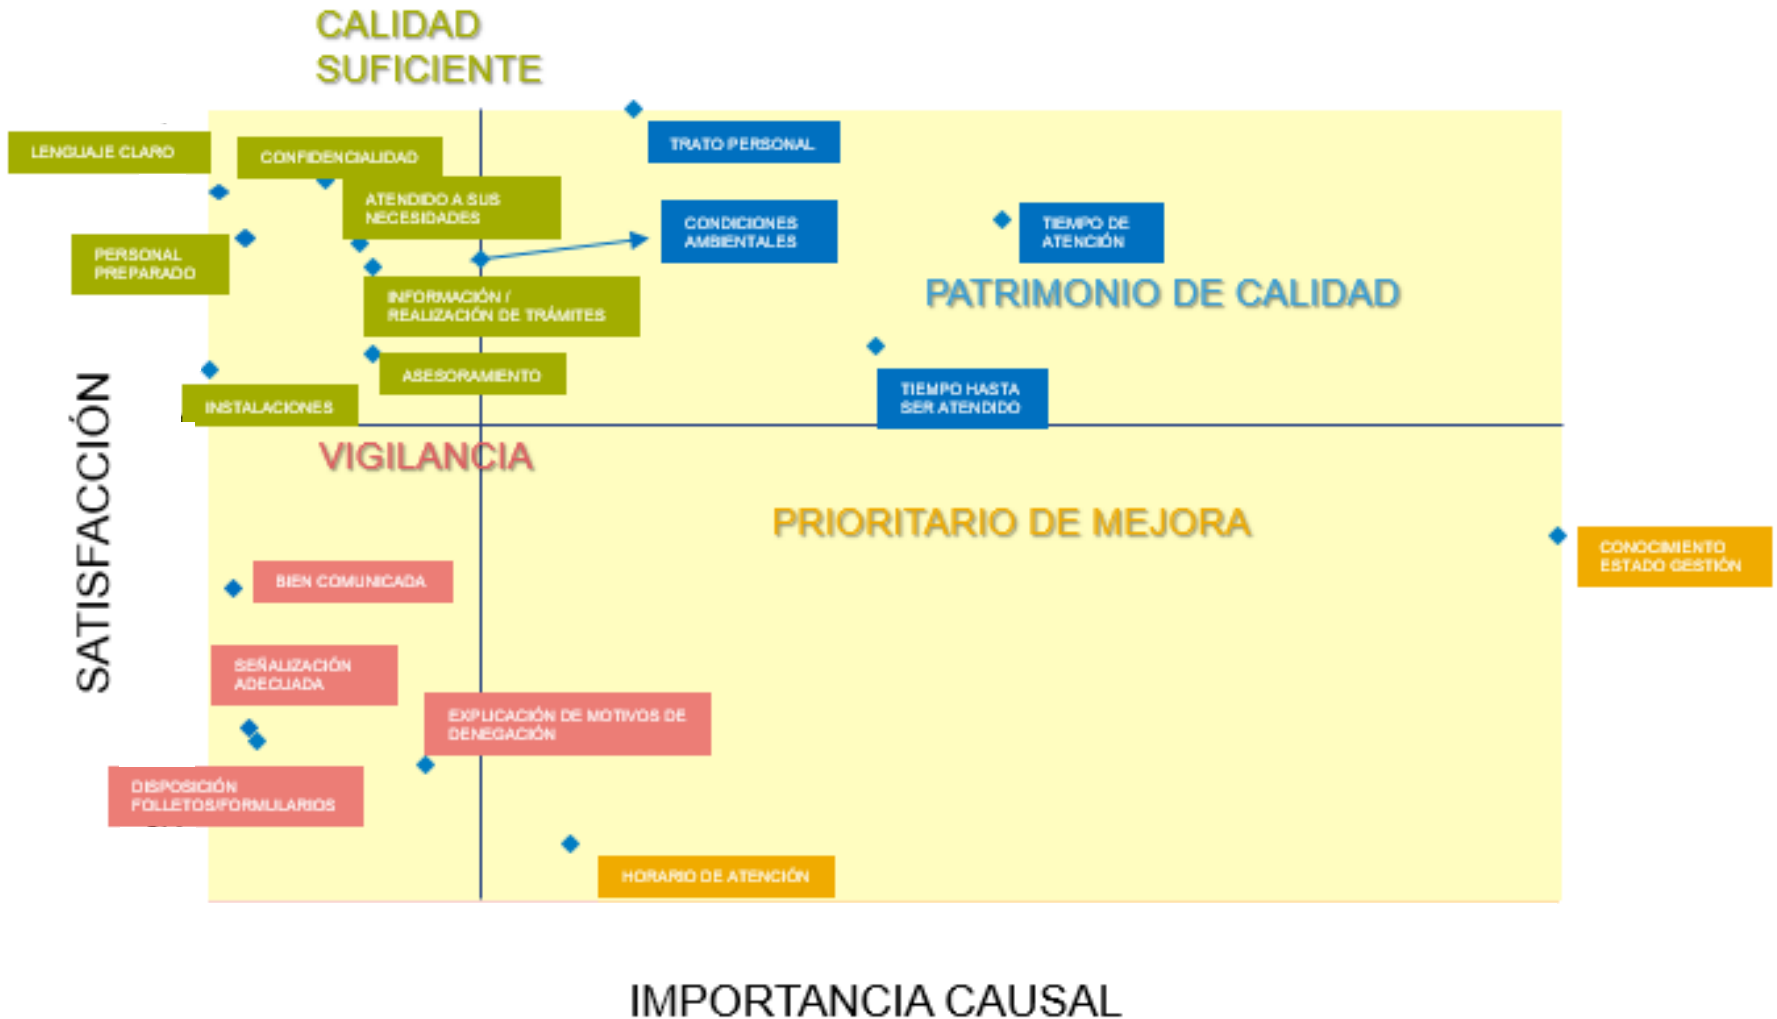 CALIDAD
SUFICIENTE
LENGUAJE CLARO
CONFIDENCIALIDAD
TRATO PERSONAL
ATENDIDO A SUS
NECESIDADES
CONDICIONES
AMBIENTALES
TIEMPO DE
ATENCIÓN
PERSONAL
PREPARADO
PATRIMONIO DE CALIDAD
INFORMACIÓN /
REALIZACIÓN DE TRÁMITES
ASESORAMIENTO
TIEMPO HASTA
SER ATENDIDO
INSTALACIONES
SATISFACCIÓN
VIGILANCIA
PRIORITARIO DE MEJORA
CONOCIMIENTO
ESTADO GESTIÓN
BIEN COMUNICADA
SEÑALIZACIÓN
ADECUADA
EXPLICACIÓN DE MOTIVOS DE
DENEGACIÓN
DISPOSICIÓN
FOLLETOS/FORMULARIOS
HORARIO DE ATENCIÓN
IMPORTANCIA CAUSAL